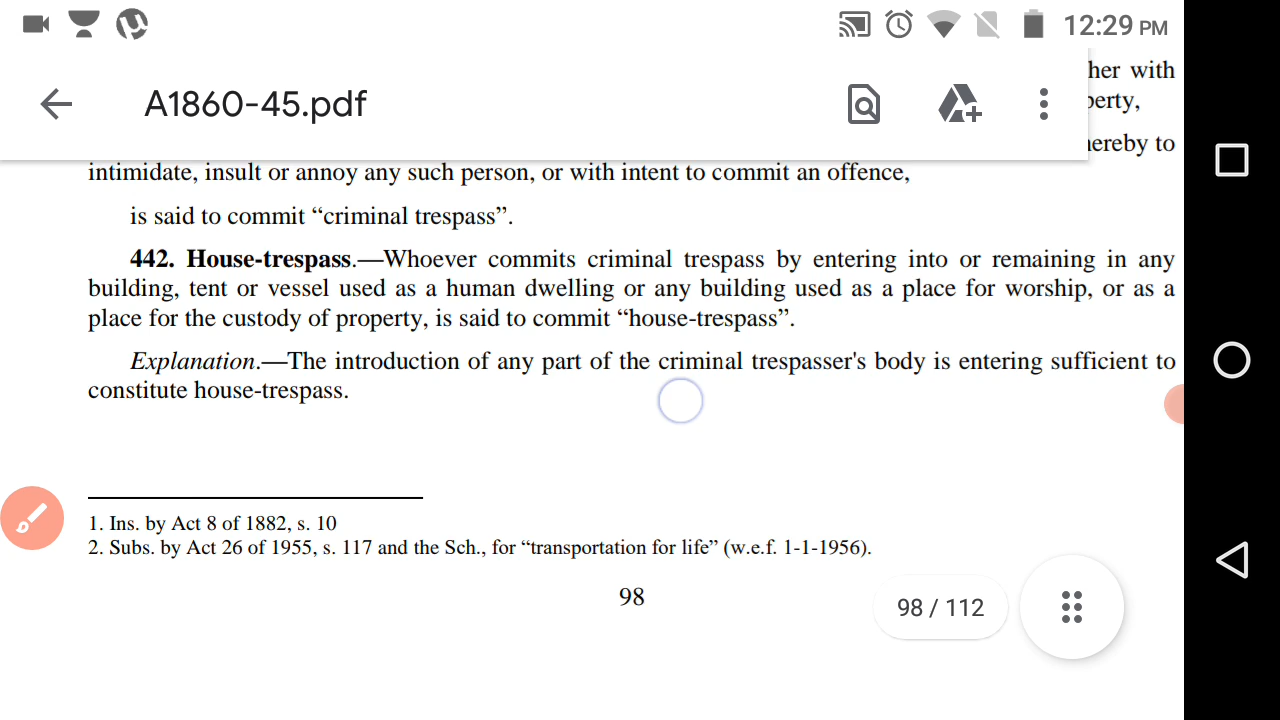 12:29 PM
A1860-45.pdf
her with
perty,
hereby to
intimidate, insult or annoy any such person, or with intent to commit an offence,
is said to commit “criminal trespass”.
442. House-trespass.—Whoever commits criminal trespass by entering into or remaining in any
building, tent or vessel used as a human dwelling or any building used as a place for worship, or as a
place for the custody of property, is said to commit “house-trespass”.
Explanation.—The introduction of any part of the criminal trespasser's body is entering sufficient to
constitute house-trespass.
1. Ins. by Act 8 of 1882, s. 10
2. Subs. by Act 26 of 1955, s. 117 and the Sch., for “transportation for life” (w.e.f. 1-1-1956).
98
98 / 112